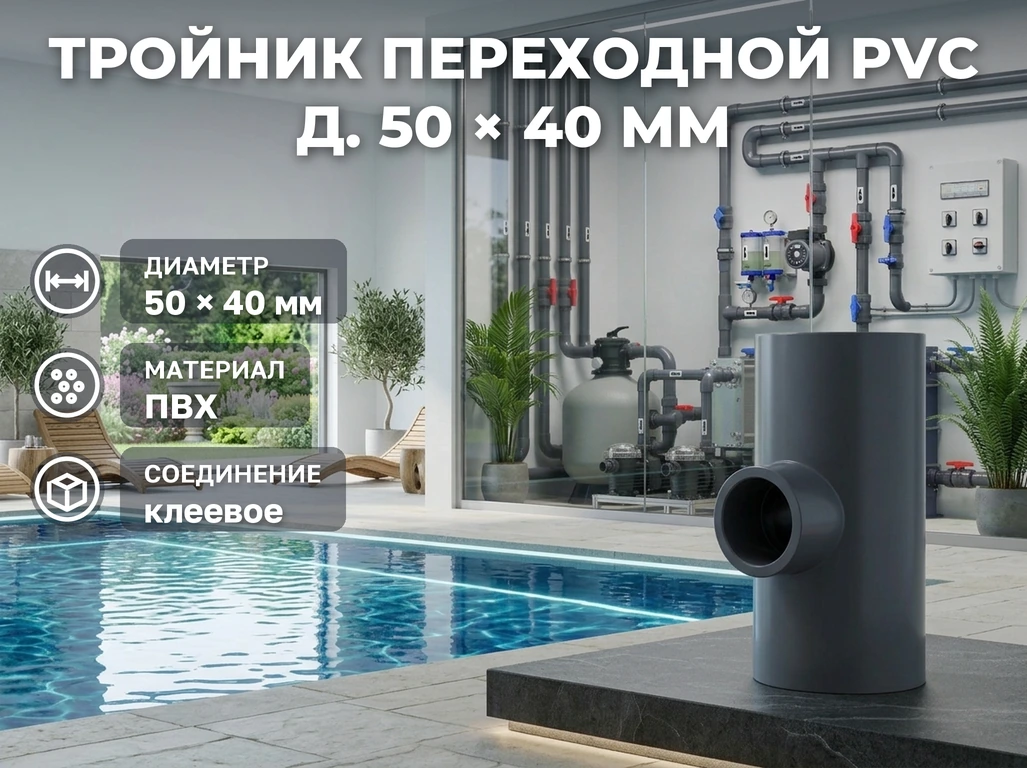 ТРОЙНИК ПЕРЕХОДНОЙ PVC
Д. 50 × 40 ММ
ДИАМЕТР
50 × 40 мм
МАТЕРИАЛ
ПВХ
СОЕДИНЕНИЕ
клеевое